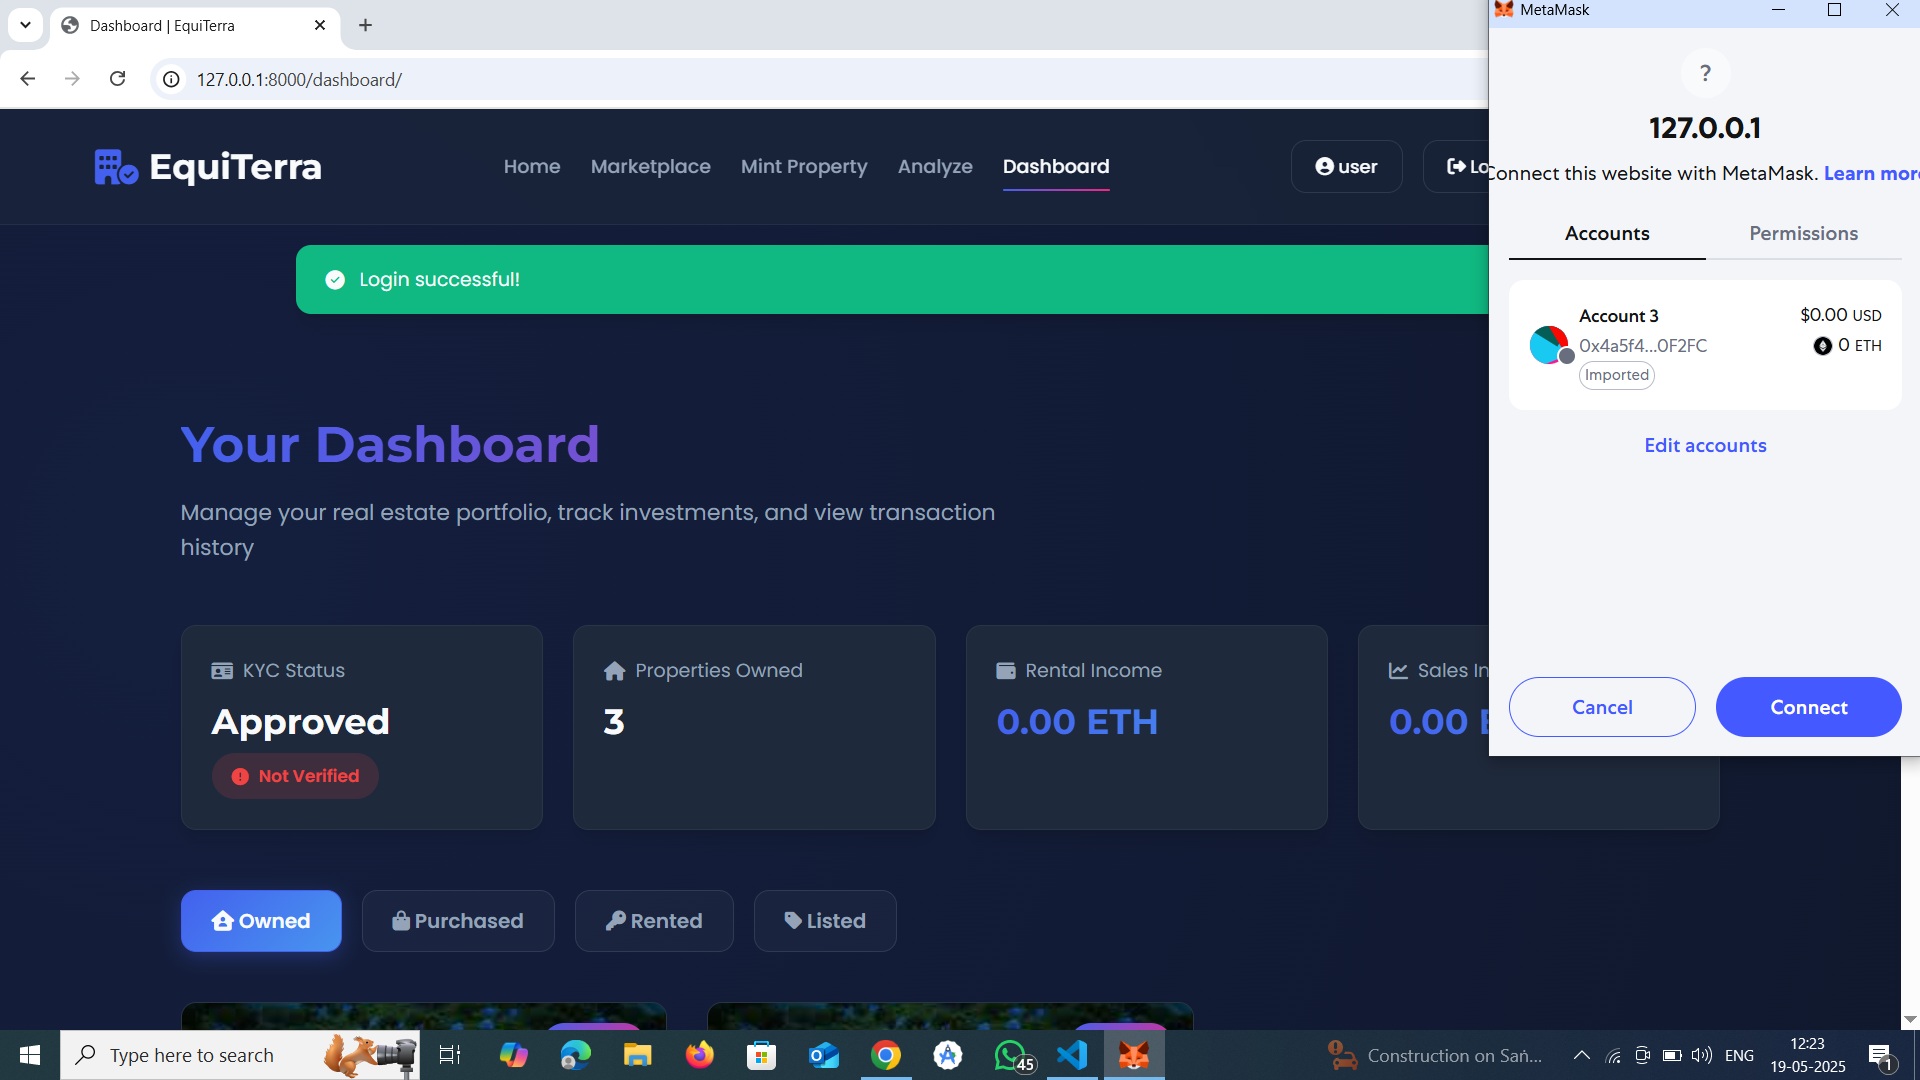 Dashboard | EquiTerra
127.0.0.1:8000/dashboard/
EquiTerra
Home
Marketplace
Mint Property
Analyze
Dashboard
user
Lo
Login successful!
Your Dashboard
Manage your real estate portfolio, track investments, and view transaction
history
KYC Status
Approved
Not Verified
Properties Owned
3
Rental Income
0.00 ETH
Sales In
0.00 E
Owned
Purchased
Rented
Listed
MetaMask
?
127.0.0.1
Connect this website with MetaMask. Learn more
Accounts
Permissions
Account 3
$0.00 USD
0x4a5f4...0F2FC
0 ETH
Imported
Edit accounts
Cancel
Connect
Type here to search
45
Construction on Saṅ...
ENG
12:23
19-05-2025
1